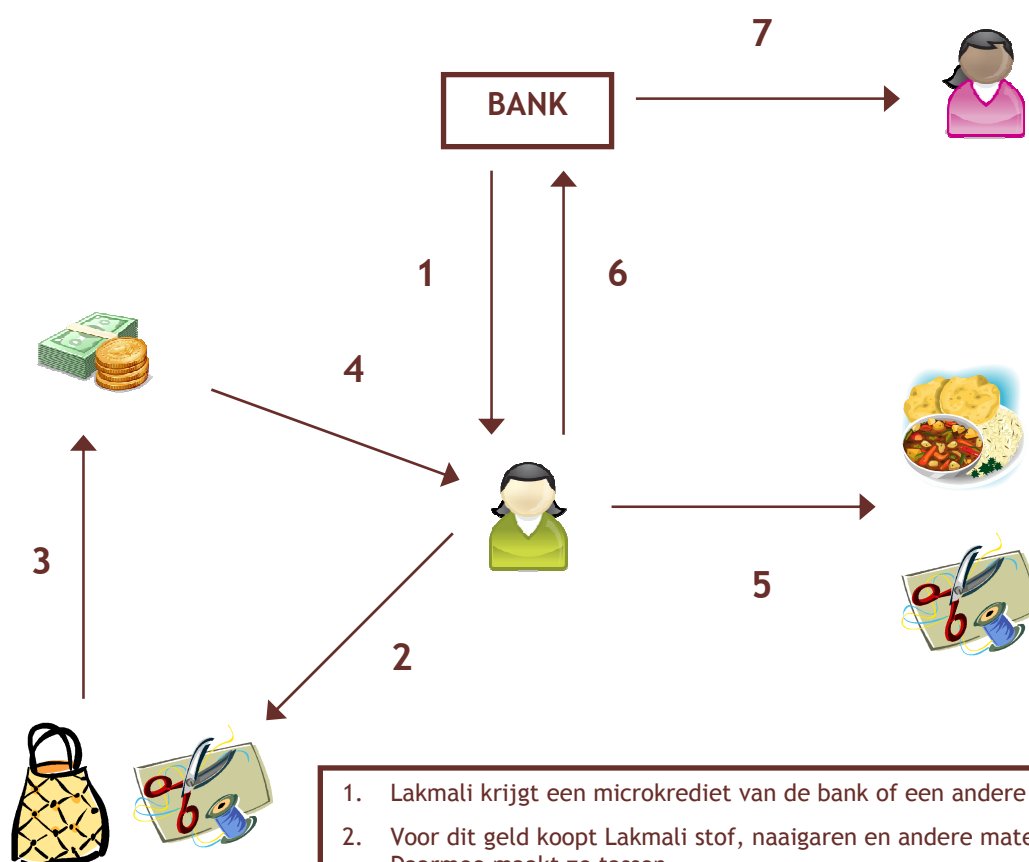 7
BANK
1
6
4
3
5
2
1. Lakmali krijgt een microkrediet van de bank of een andere
2. Voor dit geld koopt Lakmali stof, naaigaren en andere